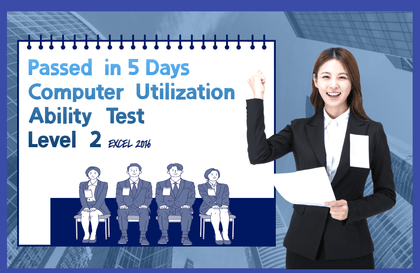 Passed in 5 Days
Computer Utilization
Ability Test
Level 2 EXCEL 2016